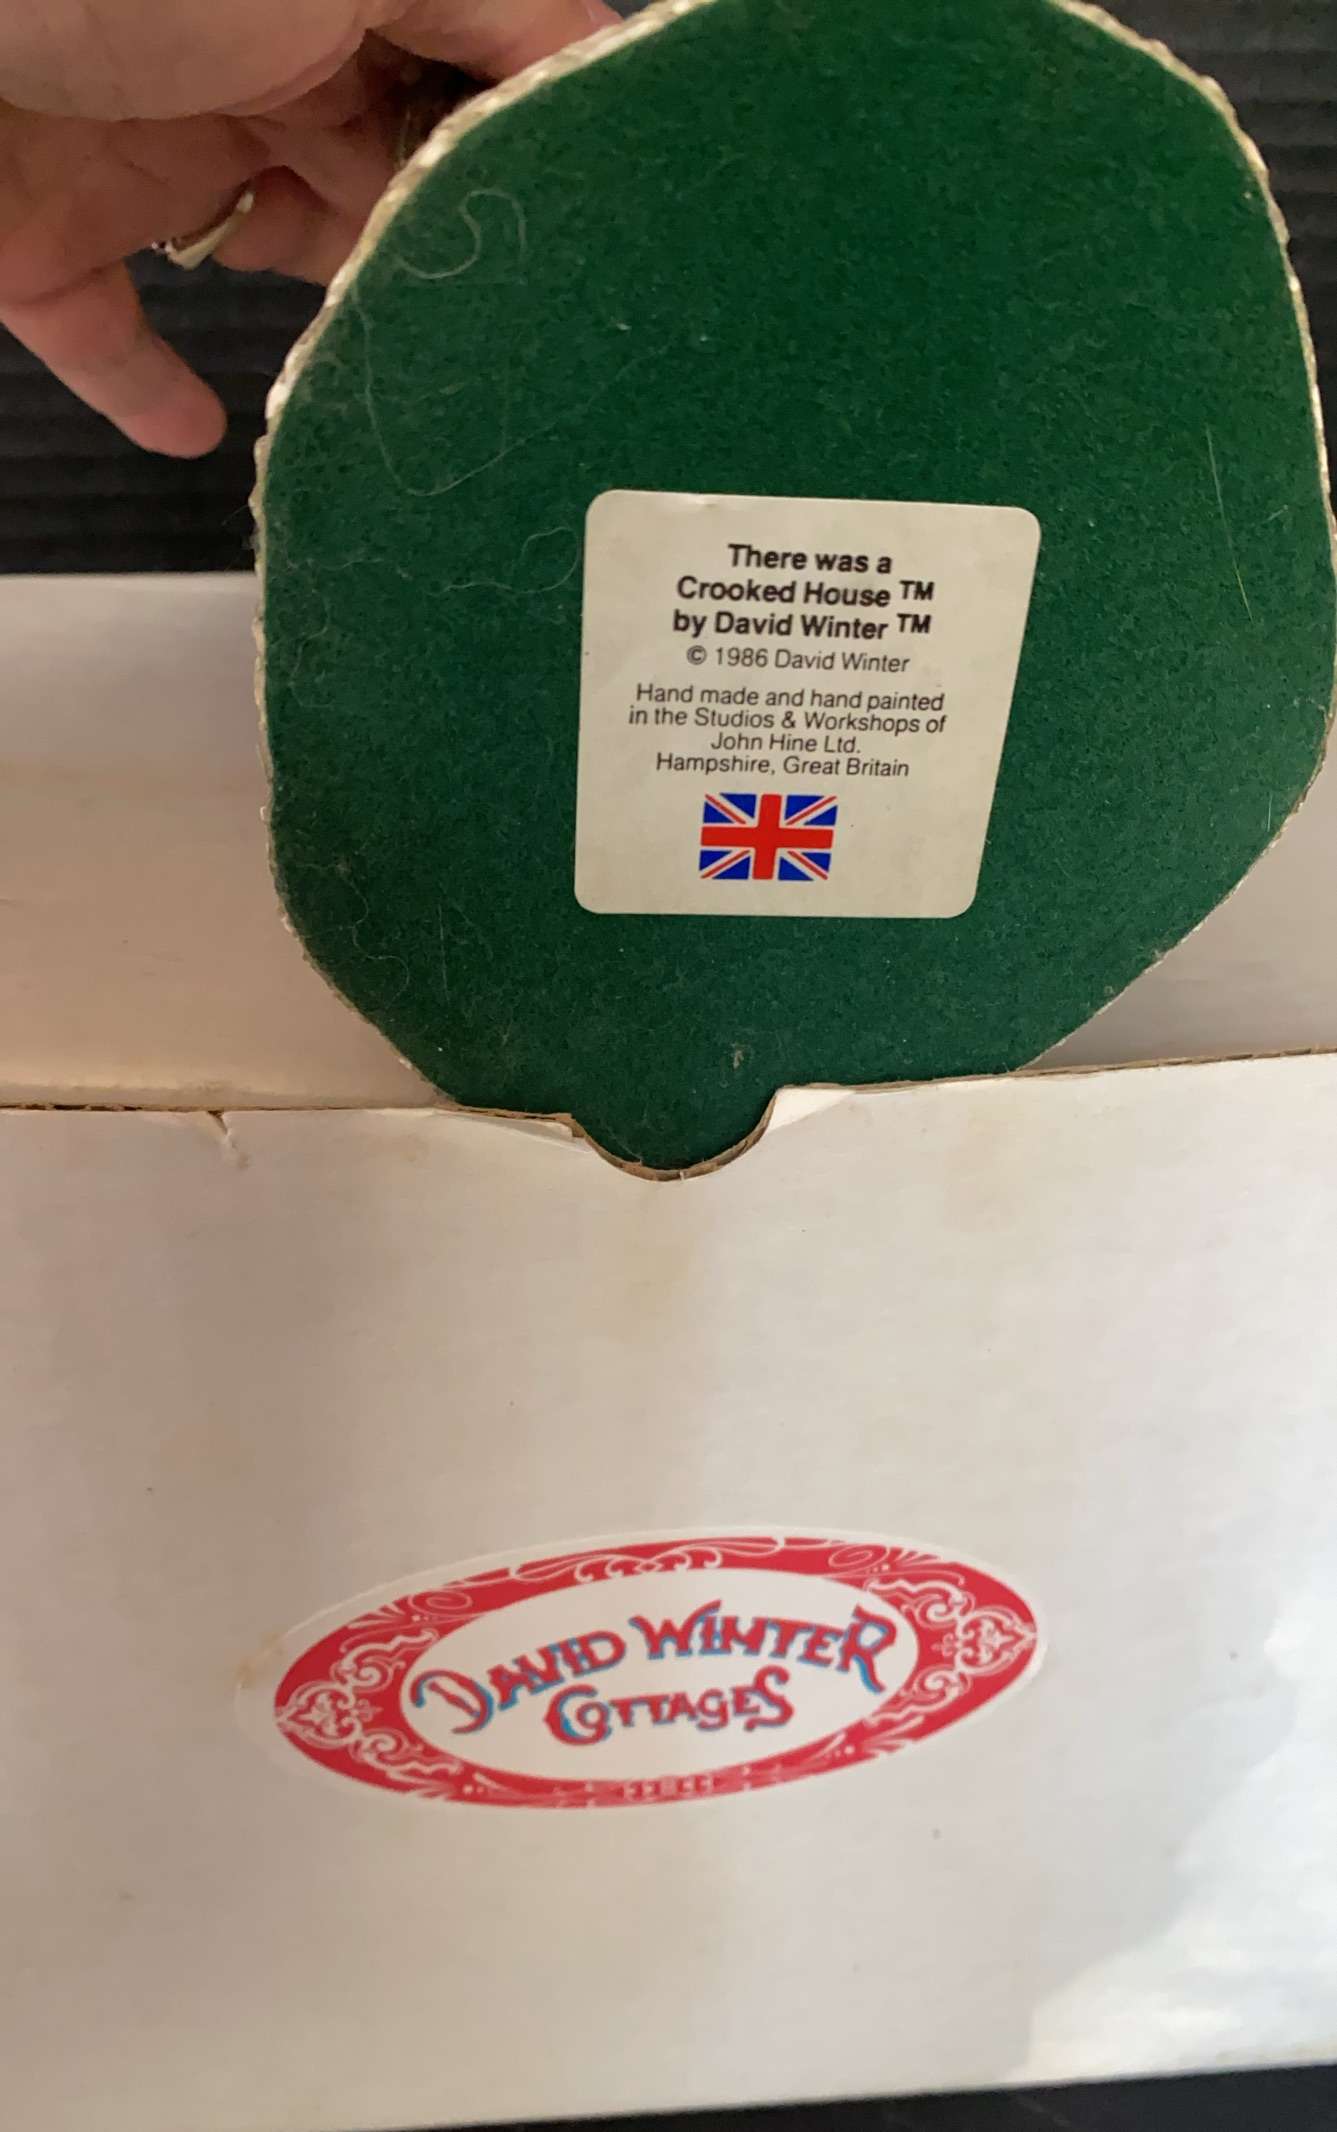 There was a
Crooked House ™
by David Winter ™
© 1986 David Winter
Hand made and hand painted
in the Studios & Workshops of
John Hine Ltd.
Hampshire, Great Britain
DAVID WINTER
COTTAGES